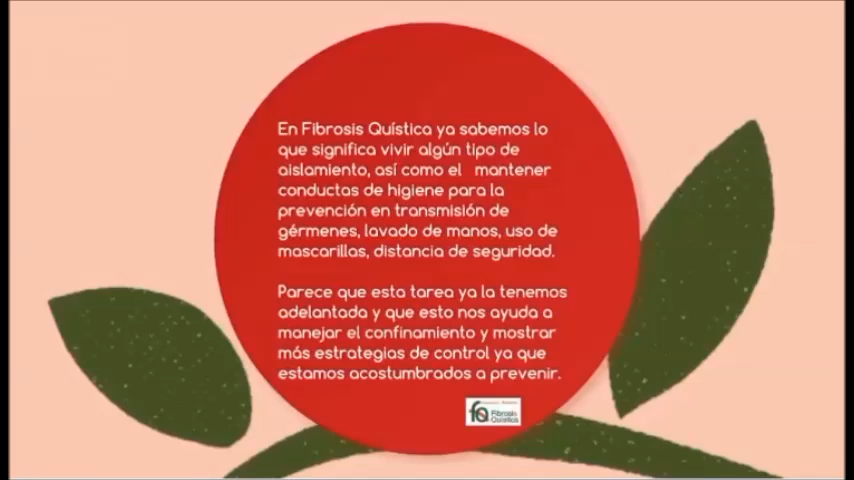 En Fibrosis Quística ya sabemos lo
que significa vivir algún tipo de
aislamiento, así como el mantener
conductas de higiene para la
prevención en transmisión de
gérmenes, lavado de manos, uso de
mascarillas, distancia de seguridad.
Parece que esta tarea ya la tenemos
adelantada y que esto nos ayuda a
manejar el confinamiento y mostrar
más estrategias de control ya que
estamos acostumbrados a prevenir.
Fibrosis
Quística